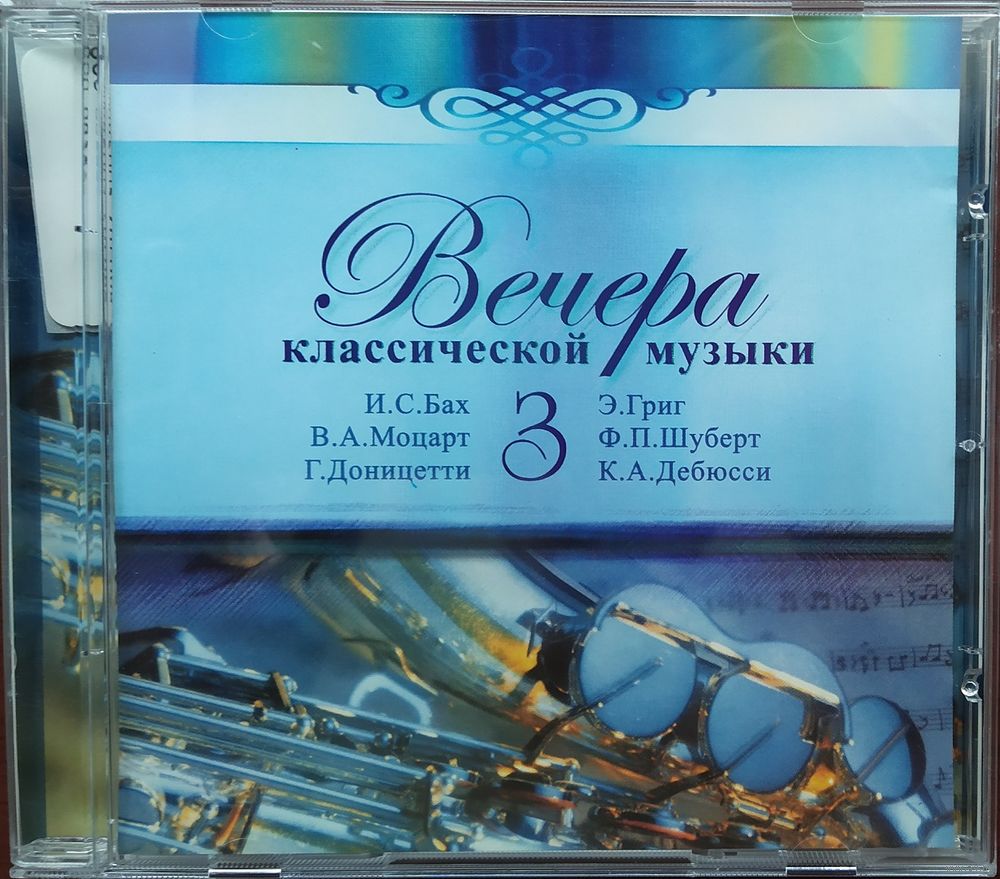 Вечера
классической музыки
3
И.С.Бах
В.А.Моцарт
Г.Доницетти
Э.Григ
Ф.П.Шуберт
К.А.Дебюсси